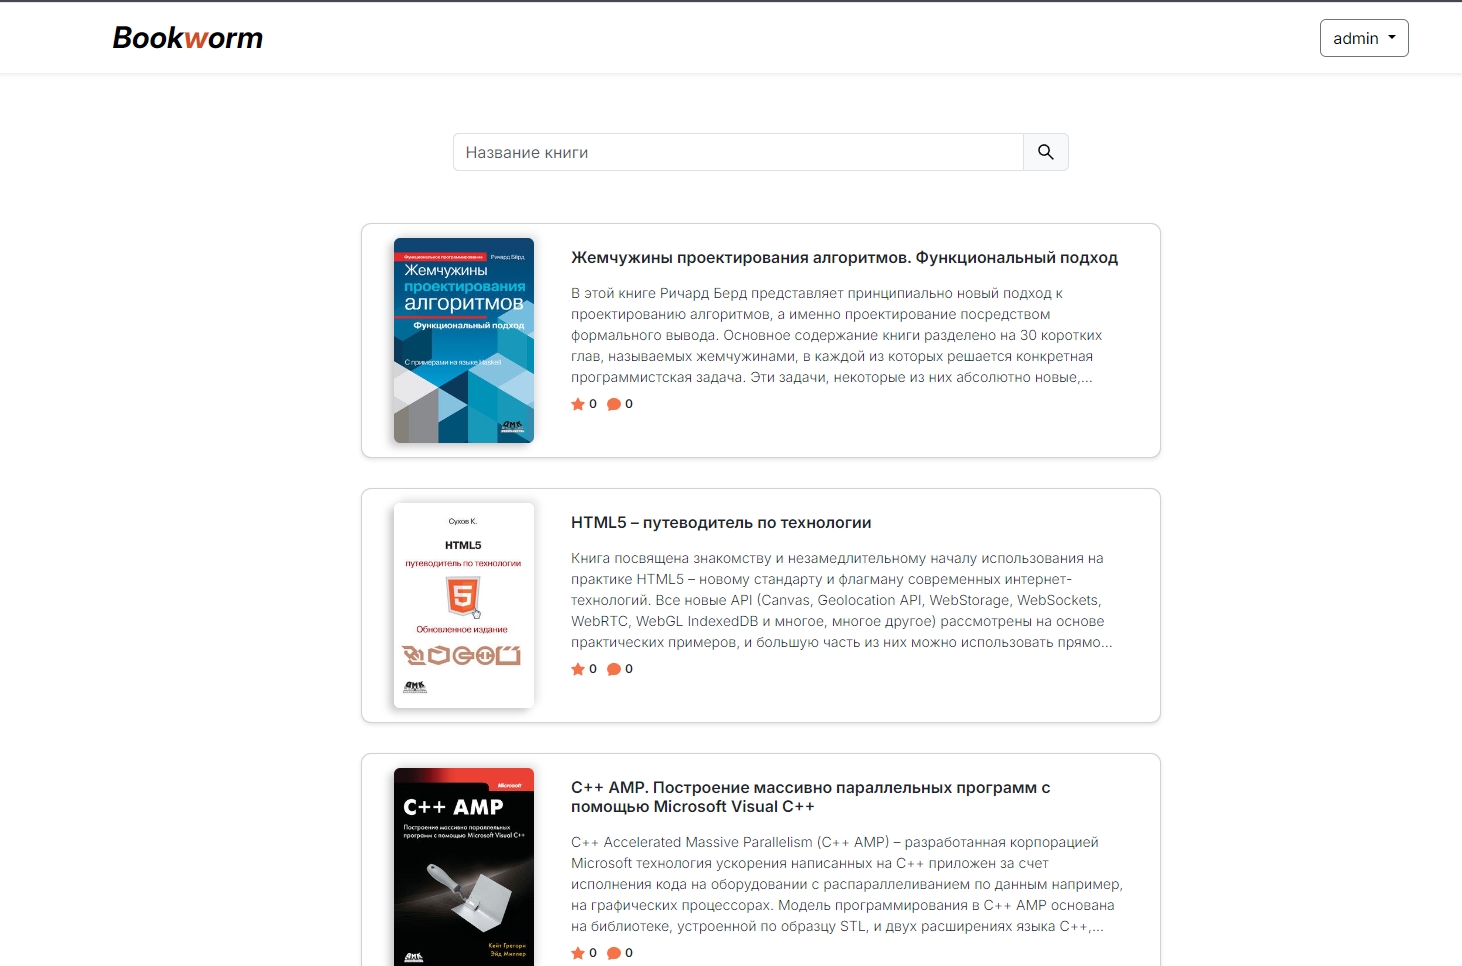 Bookworm
admin
Название книги
Функциональное программирование
Ричард Бёрд
Жемчужины
проектирования
алгоритмов
Функциональный подход
С примерами на языке Haskell
ДМК
Жемчужины проектирования алгоритмов. Функциональный подход
В этой книге Ричард Берд представляет принципиально новый подход к
проектированию алгоритмов, а именно проектирование посредством
формального вывода. Основное содержание книги разделено на 30 коротких
глав, называемых жемчужинами, в каждой из которых решается конкретная
программистская задача. Эти задачи, некоторые из них абсолютно новые,...
0 0
Сухов К.
HTML5
путеводитель по технологии
5
Обновленное издание
ДМК
HTML5 – путеводитель по технологии
Книга посвящена знакомству и незамедлительному началу использования на
практике HTML5 – новому стандарту и флагману современных интернет-
технологий. Все новые API (Canvas, Geolocation API, WebStorage, WebSockets,
WebRTC, WebGL IndexedDB и многое, многое другое) рассмотрены на основе
практических примеров, и большую часть из них можно использовать прямо...
0 0
Microsoft
C++ AMP
Построение массивно параллельных
программ с помощью Microsoft Visual C++
Кейт Грегори
Эйд Миллер
ДМК
C++ AMP. Построение массивно параллельных программ с
помощью Microsoft Visual C++
C++ Accelerated Massive Parallelism (C++ AMP) – разработанная корпорацией
Microsoft технология ускорения написанных на C++ приложен за счет
исполнения кода на оборудовании с распараллеливанием по данным например,
на графических процессорах. Модель программирования в C++ AMP основана
на библиотеке, устроенной по образцу STL, и двух расширениях языка C++,...
0 0